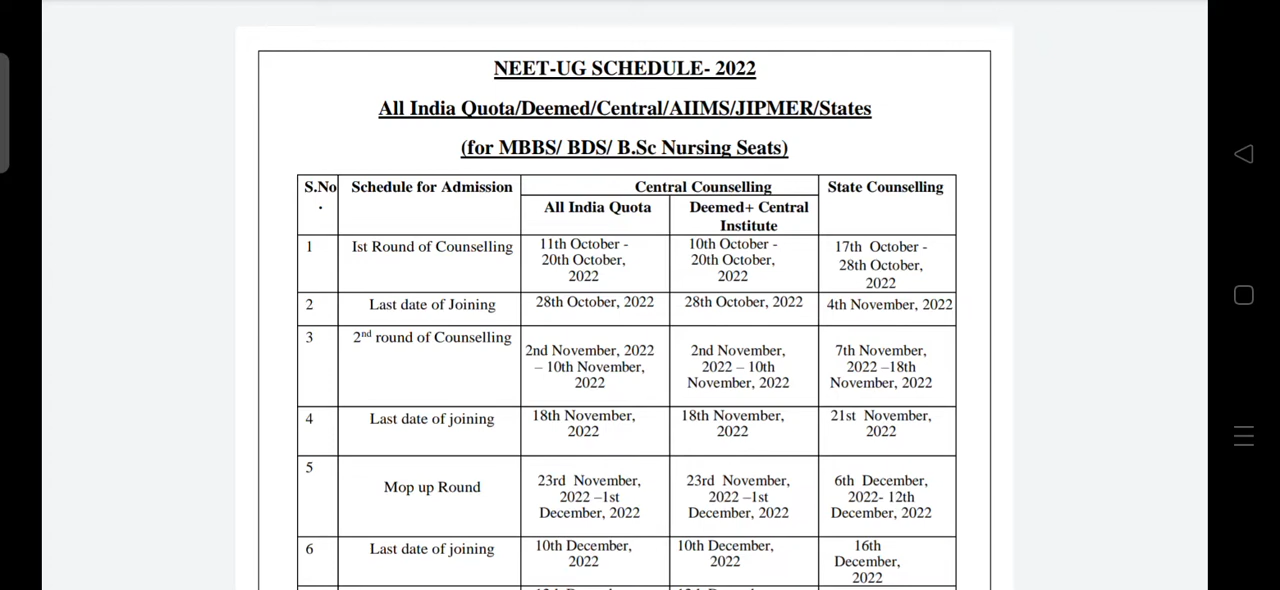 NEET-UG SCHEDULE- 2022
All India Quota/Deemed/Central/AIIMS/JIPMER/States
(for MBBS/ BDS/ B.Sc Nursing Seats)
S.No
.
Schedule for Admission
Central Counselling
State Counselling
All India Quota
Deemed+ Central
Institute
1
Ist Round of Counselling
11th October -
20th October,
2022
10th October -
20th October,
2022
17th October -
28th October,
2022
2
Last date of Joining
28th October, 2022
28th October, 2022
4th November, 2022
3
2nd round of Counselling
2nd November, 2022
– 10th November,
2022
2nd November,
2022 – 10th
November, 2022
7th November,
2022 –18th
November, 2022
4
Last date of joining
18th November,
2022
18th November,
2022
21st November,
2022
5
Mop up Round
23rd November,
2022 –1st
December, 2022
23rd November,
2022 –1st
December, 2022
6th December,
2022- 12th
December, 2022
6
Last date of joining
10th December,
2022
10th December,
2022
16th
December,
2022